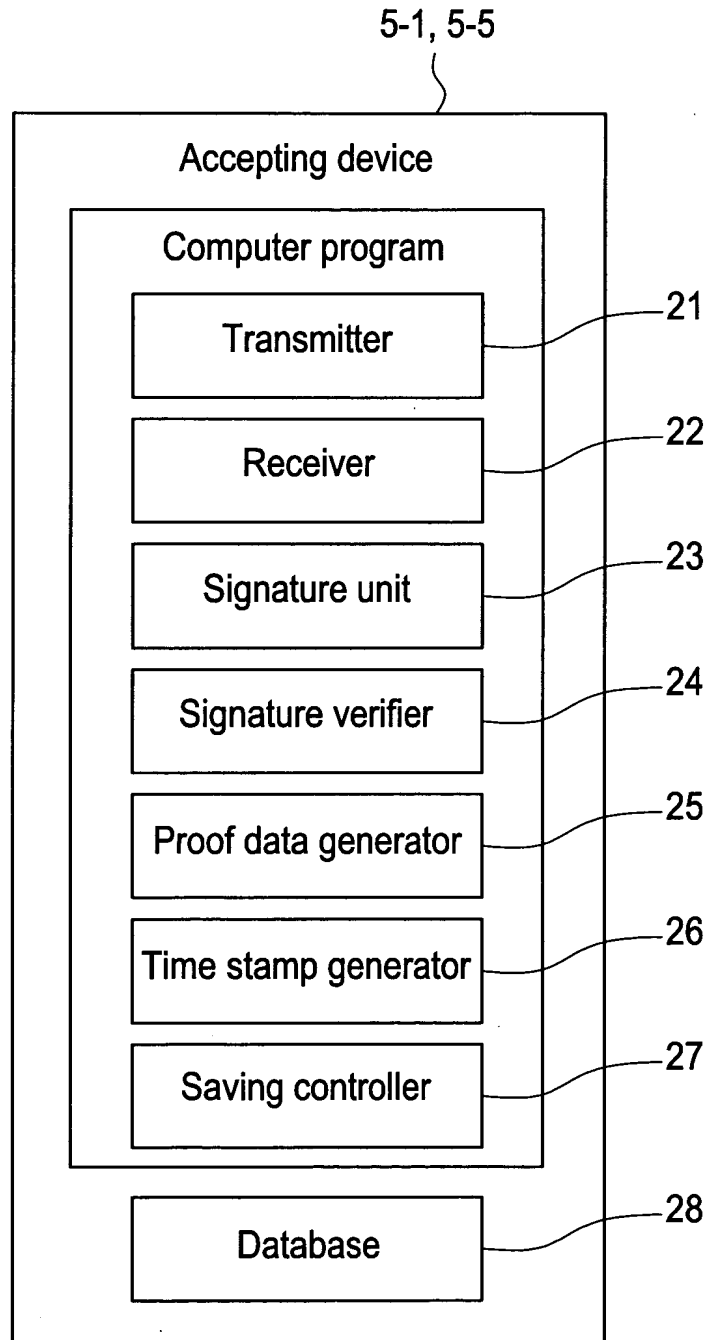 5-1, 5-5
Accepting device
Computer program
Transmitter
21
Receiver
22
Signature unit
23
Signature verifier
24
Proof data generator
25
Time stamp generator
26
Saving controller
27
Database
28